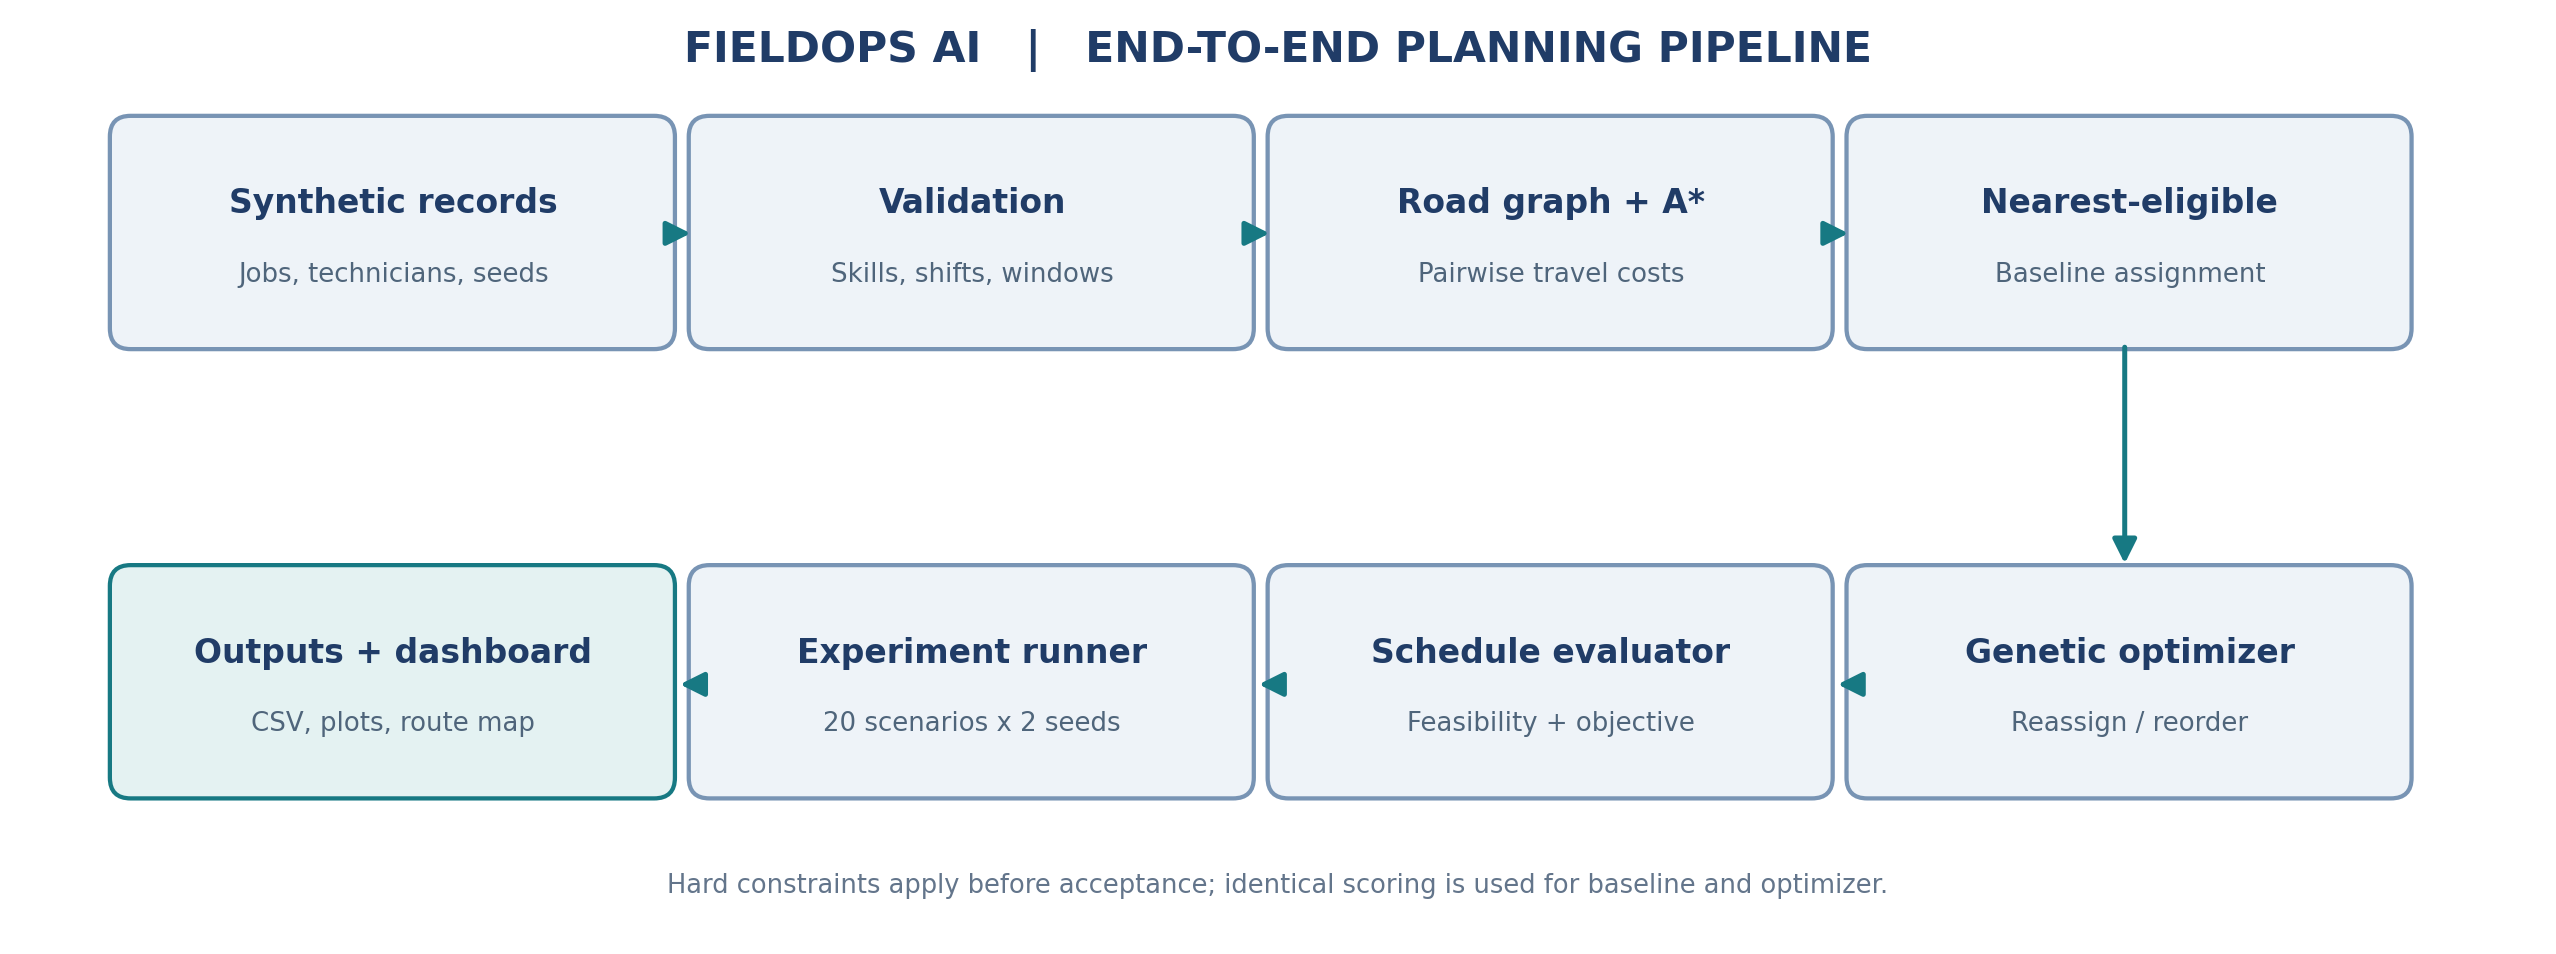 FIELDOPS AI | END-TO-END PLANNING PIPELINE
Synthetic records
Jobs, technicians, seeds
Validation
Skills, shifts, windows
Road graph + A*
Pairwise travel costs
Nearest-eligible
Baseline assignment
Genetic optimizer
Reassign / reorder
Schedule evaluator
Feasibility + objective
Experiment runner
20 scenarios x 2 seeds
Outputs + dashboard
CSV, plots, route map
Hard constraints apply before acceptance; identical scoring is used for baseline and optimizer.